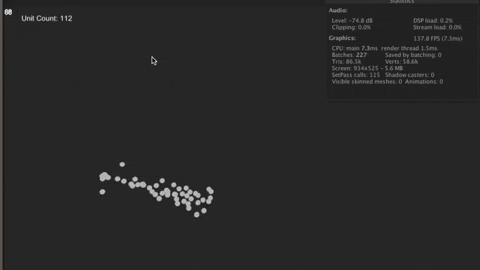 68
Unit Count: 112
Statistics
Audio:
Level: -74.8 dB DSP load: 0.2%
Clipping: 0.0% Stream load: 0.0%
Graphics: 137.8 FPS (7.3ms)
CPU: main 7.3ms render thread 1.5ms
Batches: 227 Saved by batching: 0
Tris: 86.5k Verts: 58.6k
Screen: 934x525 - 5.6 MB
SetPass calls: 115 Shadow casters: 0
Visible skinned meshes: 0 Animations: 0